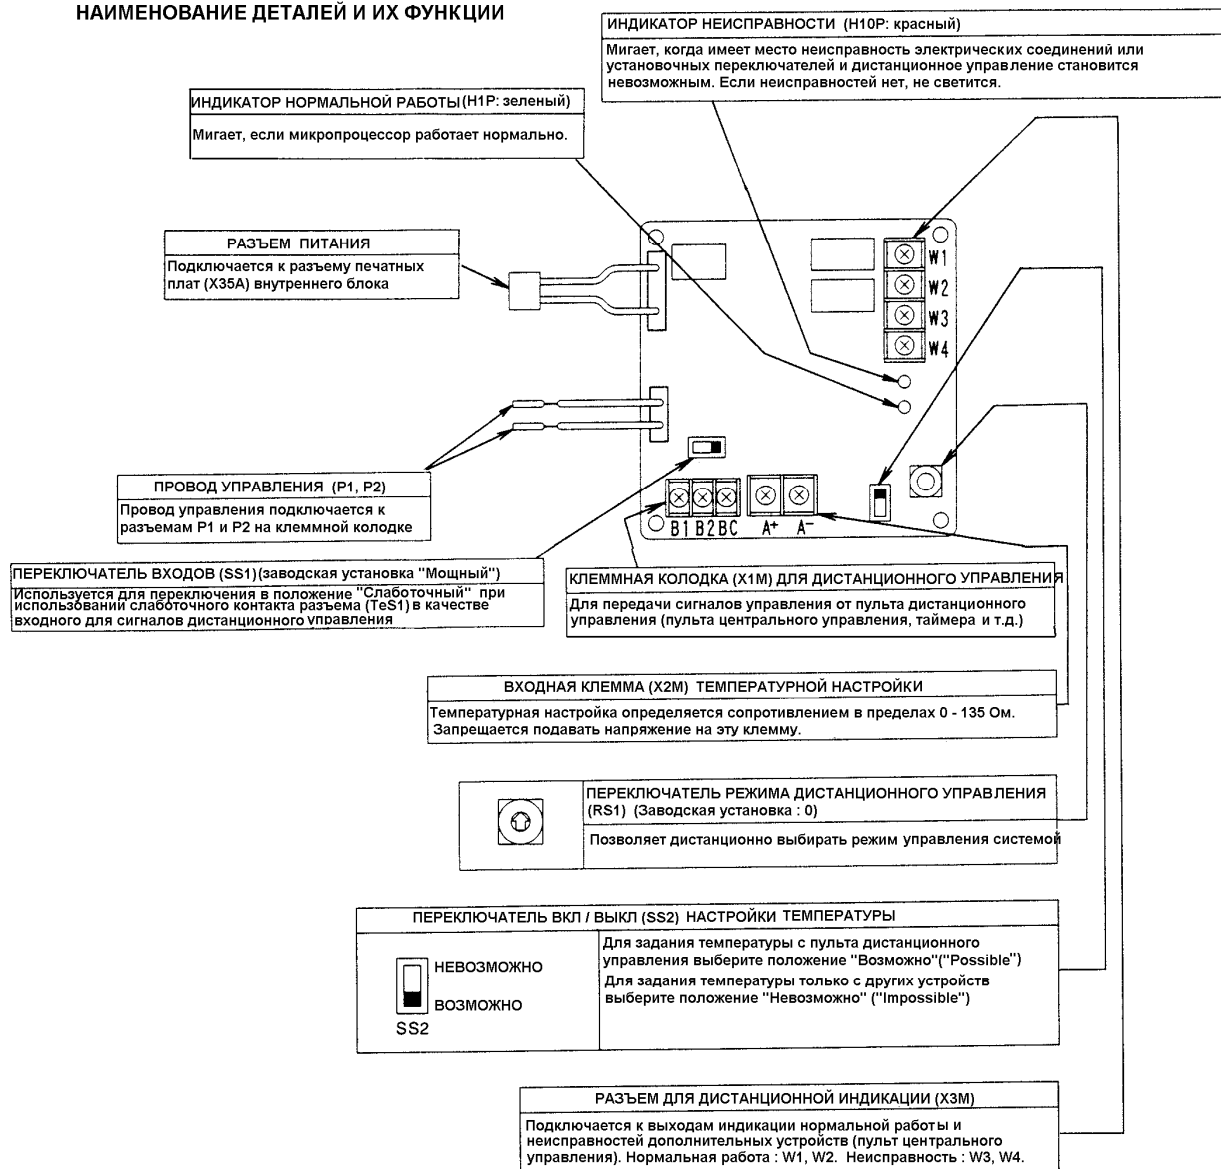 НАИМЕНОВАНИЕ ДЕТАЛЕЙ И ИХ ФУНКЦИИ
ИНДИКАТОР НЕИСПРАВНОСТИ (H10P: красный)
Мигает, когда имеет место неисправность электрических соединений или
установочных переключателей и дистанционное управление становится
невозможным. Если неисправностей нет, не светится.
ИНДИКАТОР НОРМАЛЬНОЙ РАБОТЫ (H1P: зеленый)
Мигает, если микропроцессор работает нормально.
РАЗЪЕМ ПИТАНИЯ
Подключается к разъему печатных
плат (X35A) внутреннего блока
W1
W2
W3
W4
ПРОВОД УПРАВЛЕНИЯ (P1, P2)
Провод управления подключается к
разъемам P1 и P2 на клеммной колодке
B1 B2 BC A+ A-
ПЕРЕКЛЮЧАТЕЛЬ ВХОДОВ (SS1) (заводская установка "Мощный")
Используется для переключения в положение "Слаботочный" при
использовании слаботочного контакта разъема (TeS1) в качестве
входного для сигналов дистанционного управления
КЛЕММНАЯ КОЛОДКА (X1M) ДЛЯ ДИСТАНЦИОННОГО УПРАВЛЕНИЯ
Для передачи сигналов управления от пульта дистанционного
управления (пульта центрального управления, таймера и т.д.)
ВХОДНАЯ КЛЕММА (X2M) ТЕМПЕРАТУРНОЙ НАСТРОЙКИ
Температурная настройка определяется сопротивлением в пределах 0 - 135 Ом.
Запрещается подавать напряжение на эту клемму.
ПЕРЕКЛЮЧАТЕЛЬ РЕЖИМА ДИСТАНЦИОННОГО УПРАВЛЕНИЯ
(RS1) (Заводская установка : 0)
Позволяет дистанционно выбирать режим управления системой
ПЕРЕКЛЮЧАТЕЛЬ ВКЛ / ВЫКЛ (SS2) НАСТРОЙКИ ТЕМПЕРАТУРЫ
НЕВОЗМОЖНО
ВОЗМОЖНО
SS2
Для задания температуры с пульта дистанционного
управления выберите положение "Возможно"("Possible")
Для задания температуры только с других устройств
выберите положение "Невозможно" ("Impossible")
РАЗЪЕМ ДЛЯ ДИСТАНЦИОННОЙ ИНДИКАЦИИ (X3M)
Подключается к выходам индикации нормальной работы и
неисправностей дополнительных устройств (пульт центрального
управления). Нормальная работа : W1, W2. Неисправность : W3, W4.